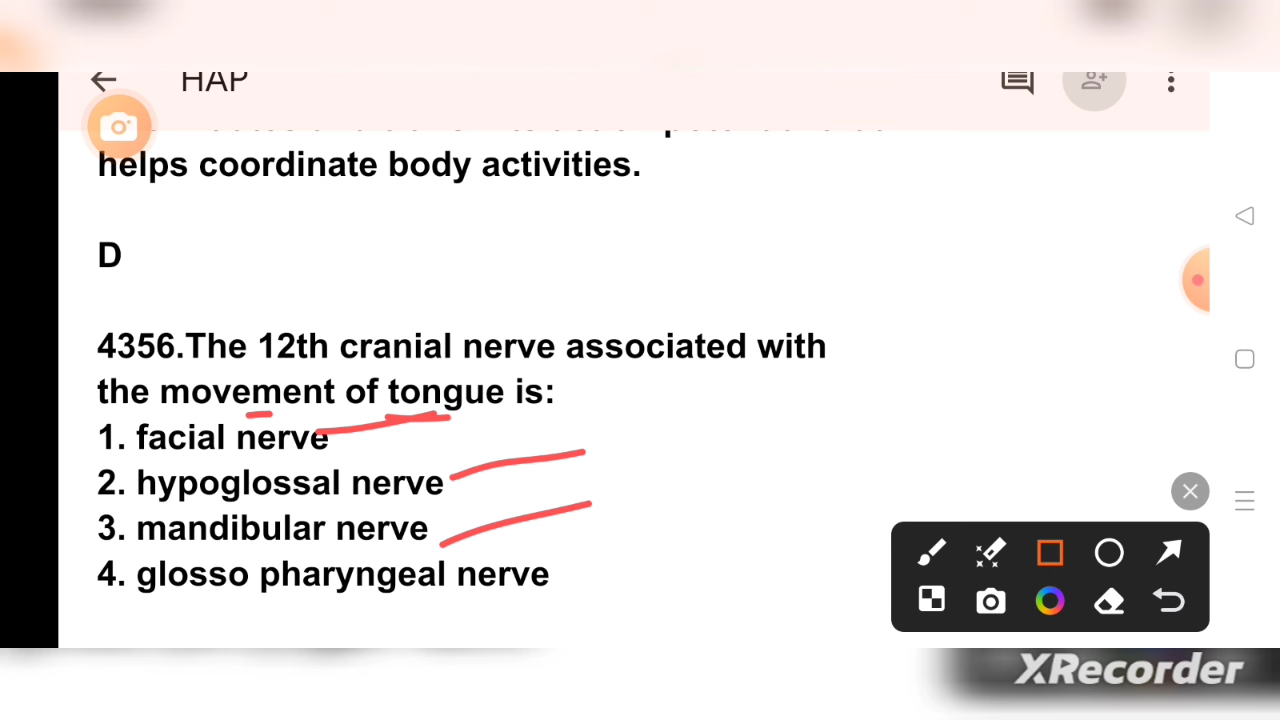 HAP
helps coordinate body activities.
D
4356.The 12th cranial nerve associated with
the movement of tongue is:
1. facial nerve
2. hypoglossal nerve
3. mandibular nerve
4. glosso pharyngeal nerve
XRecorder